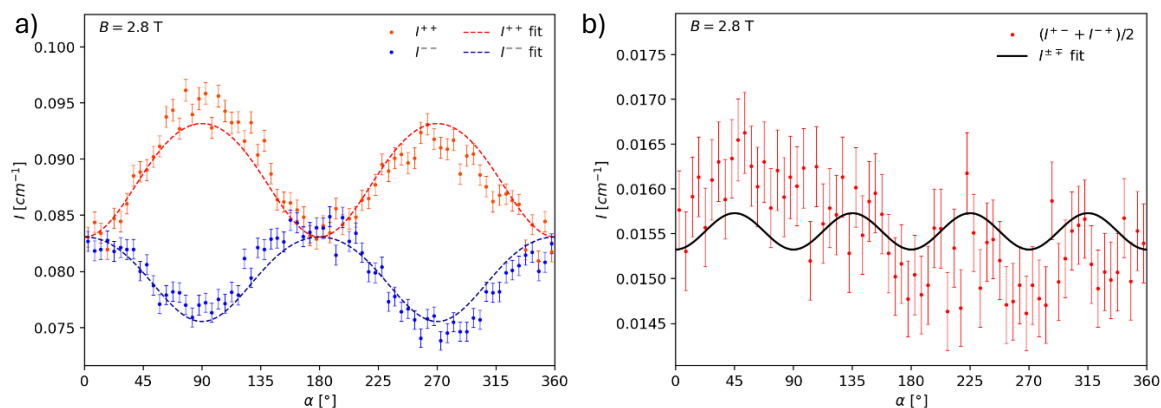 a)
B = 2.8 T
I⁺⁺
I⁻⁻
I⁺⁺ fit
I⁻⁻ fit
0.100
0.095
0.090
0.085
0.080
0.075
I [cm⁻¹]
0 45 90 135 180 225 270 315 360
α [°]
b)
B = 2.8 T
(I⁺⁻ + I⁻⁺)/2
I^{±∓} fit
0.0175
0.0170
0.0165
0.0160
0.0155
0.0150
0.0145
I [cm⁻¹]
0 45 90 135 180 225 270 315 360
α [°]